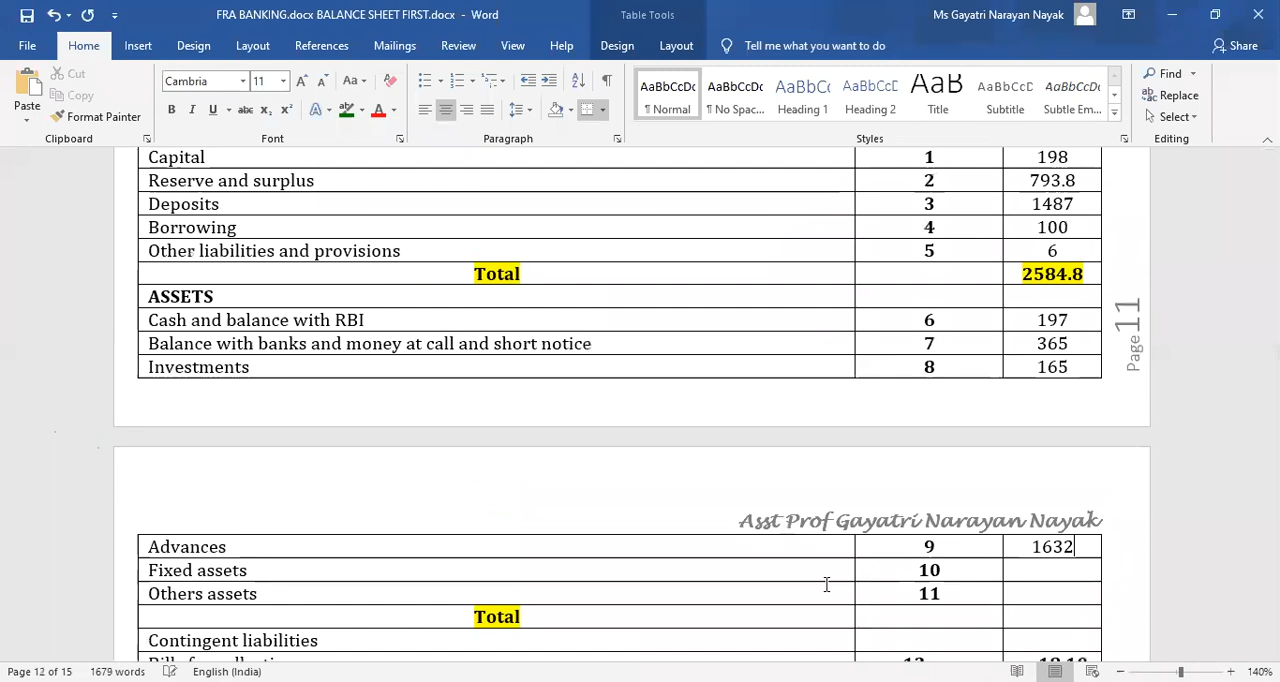 FRA BANKING.docx BALANCE SHEET FIRST.docx - Word
Table Tools
Ms Gayatri Narayan Nayak
File Home Insert Design Layout References Mailings Review View Help Design Layout Tell me what you want to do Share
Paste
Cut
Copy
Format Painter
Clipboard
Cambria 11
Font
Paragraph
AaBbCcDc AaBbCcDc AaBbCc AaBbCcD AaB AaBbCcD AaBbCcDc
¶ Normal ¶ No Spac... Heading 1 Heading 2 Title Subtitle Subtle Em...
Styles
Find
Replace
Select
Editing
Capital 1 198
Reserve and surplus 2 793.8
Deposits 3 1487
Borrowing 4 100
Other liabilities and provisions 5 6
Total 2584.8
ASSETS
Cash and balance with RBI 6 197
Balance with banks and money at call and short notice 7 365
Investments 8 165
Page 11
Asst Prof Gayatri Narayan Nayak
Advances 9 1632
Fixed assets 10
Others assets 11
Total
Contingent liabilities
Page 12 of 15 1679 words English (India) 140%